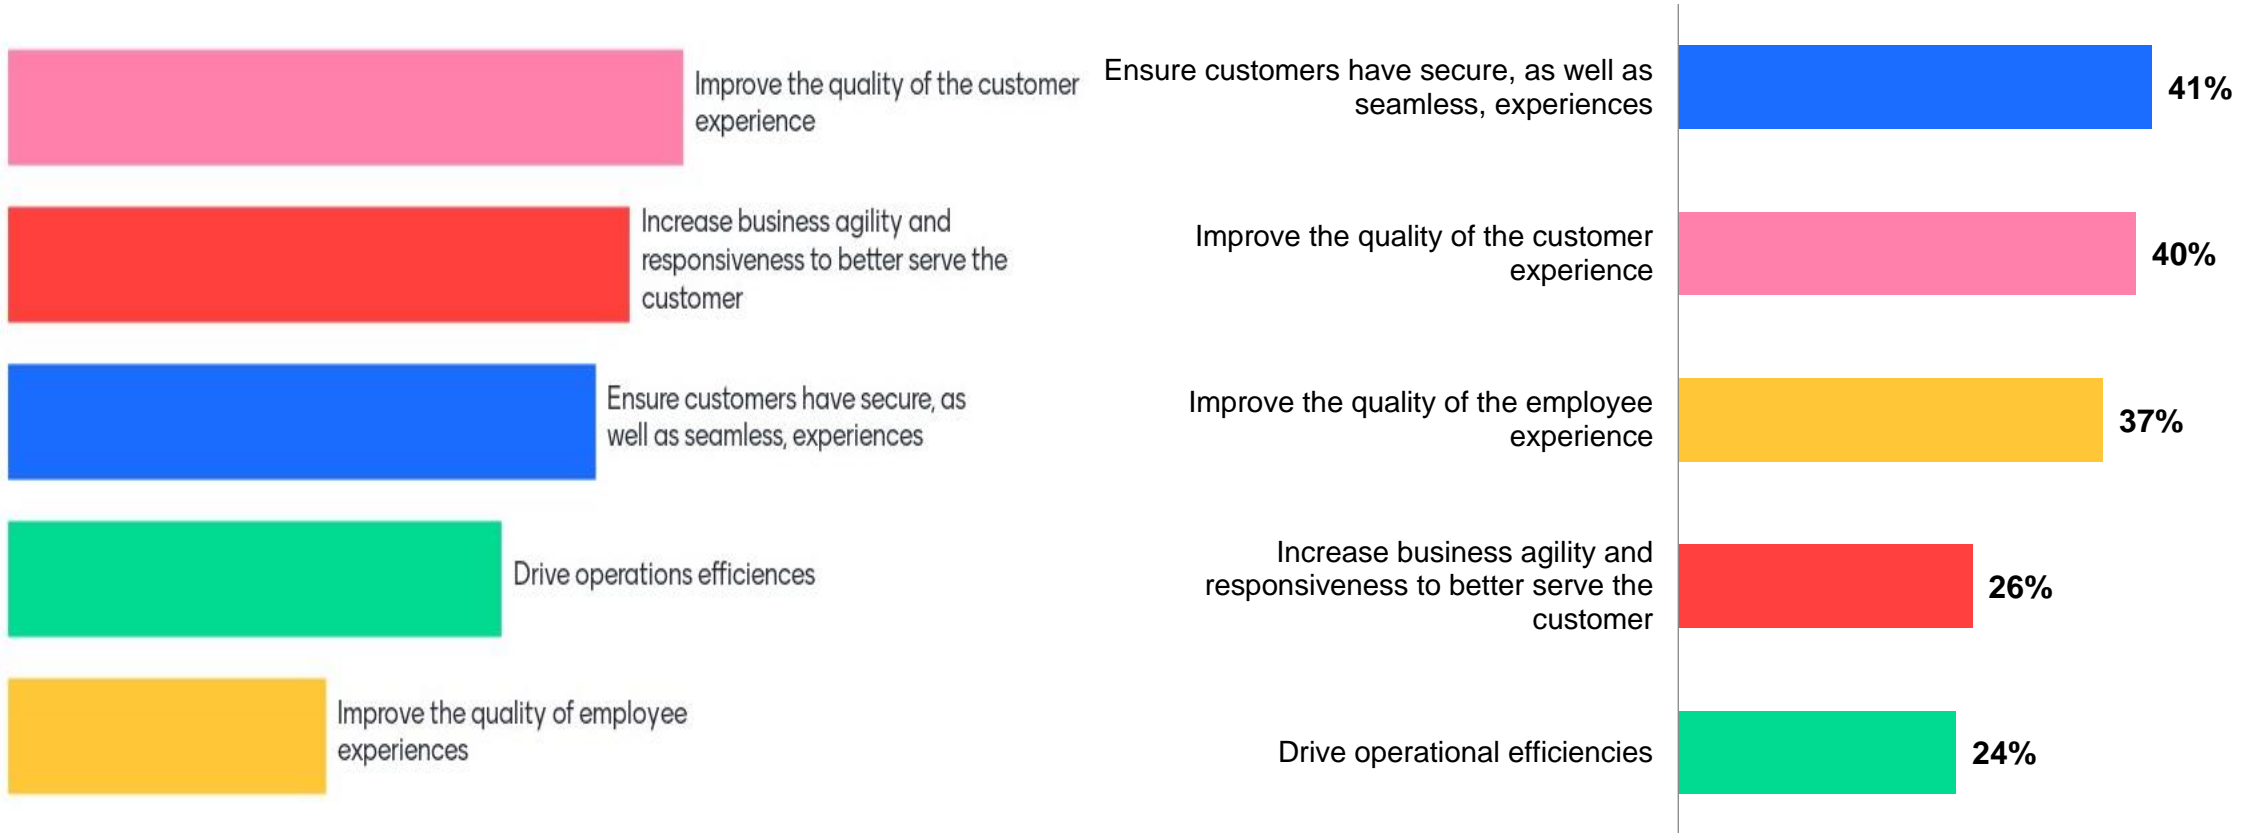 Improve the quality of the customer
experience
Increase business agility and
responsiveness to better serve the
customer
Ensure customers have secure, as
well as seamless, experiences
Drive operations efficiences
Improve the quality of employee
experiences
Ensure customers have secure, as well as
seamless, experiences
41%
Improve the quality of the customer
experience
40%
Improve the quality of the employee
experience
37%
Increase business agility and
responsiveness to better serve the
customer
26%
Drive operational efficiencies
24%